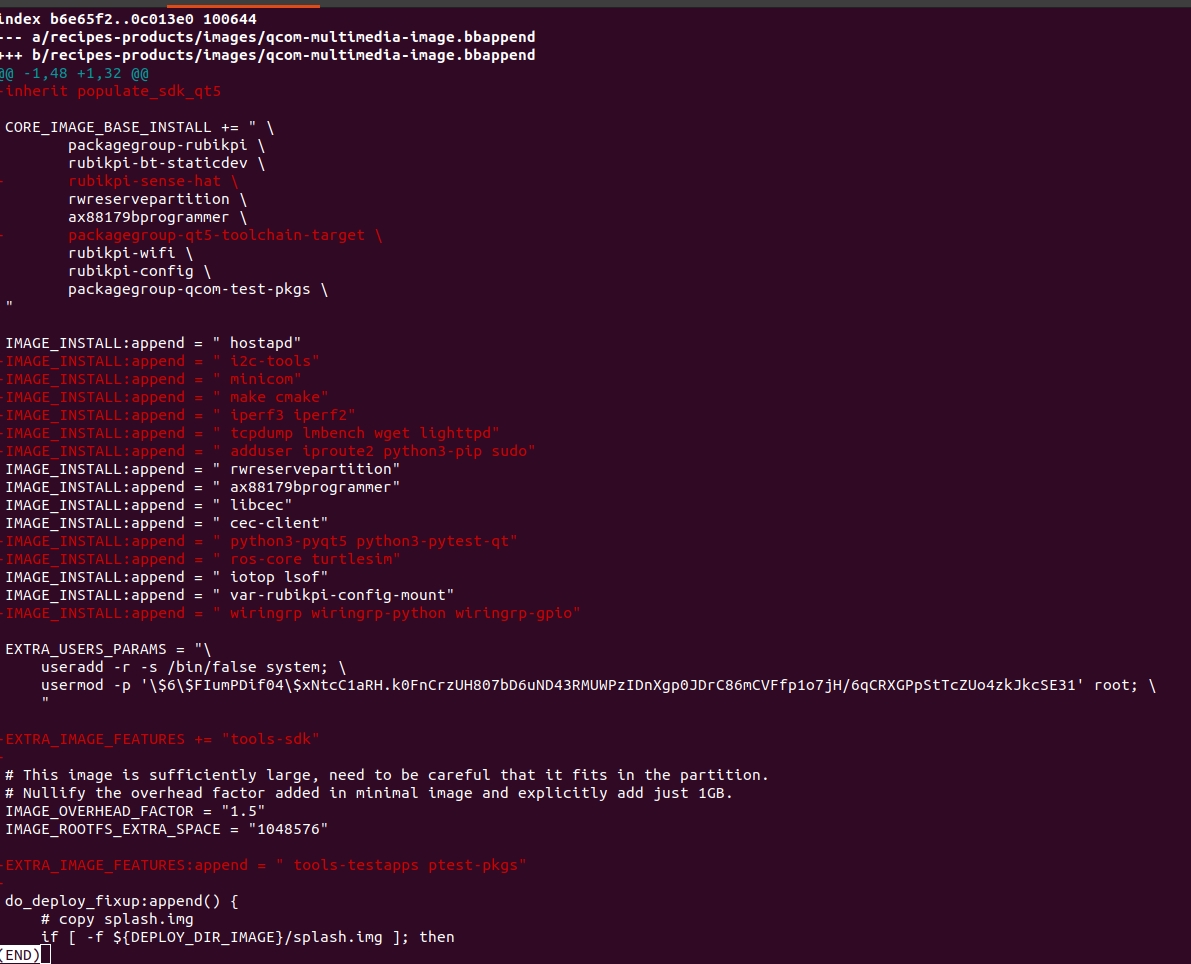 index b6e65f2..0c013e0 100644
--- a/recipes-products/images/qcom-multimedia-image.bbappend
+++ b/recipes-products/images/qcom-multimedia-image.bbappend
@@ -1,48 +1,32 @@
-inherit populate_sdk_qt5
CORE_IMAGE_BASE_INSTALL += " \
packagegroup-rubikpi \
rubikpi-bt-staticdev \
- rubikpi-sense-hat \
rwreservepartition \
ax88179bprogrammer \
- packagegroup-qt5-toolchain-target \
rubikpi-wifi \
rubikpi-config \
packagegroup-qcom-test-pkgs \
"
IMAGE_INSTALL:append = " hostapd"
-IMAGE_INSTALL:append = " i2c-tools"
-IMAGE_INSTALL:append = " minicom"
-IMAGE_INSTALL:append = " make cmake"
-IMAGE_INSTALL:append = " iperf3 iperf2"
-IMAGE_INSTALL:append = " tcpdump lmbench wget lighttpd"
-IMAGE_INSTALL:append = " adduser iproute2 python3-pip sudo"
IMAGE_INSTALL:append = " rwreservepartition"
IMAGE_INSTALL:append = " ax88179bprogrammer"
IMAGE_INSTALL:append = " libcec"
IMAGE_INSTALL:append = " cec-client"
-IMAGE_INSTALL:append = " python3-pyqt5 python3-pytest-qt"
-IMAGE_INSTALL:append = " ros-core turtlesim"
IMAGE_INSTALL:append = " iotop lsof"
IMAGE_INSTALL:append = " var-rubikpi-config-mount"
-IMAGE_INSTALL:append = " wiringrp wiringrp-python wiringrp-gpio"
EXTRA_USERS_PARAMS = "\
useradd -r -s /bin/false system; \
usermod -p '\$6\$FIumPDif04\$xNtcC1aRH.k0FnCrzUH807bD6uND43RMUWPzIDnXgp0JDrC86mCVFfp1o7jH/6qCRXGPpStTcZUo4zkJkcSE31' root; \
"
-EXTRA_IMAGE_FEATURES += "tools-sdk"
-
# This image is sufficiently large, need to be careful that it fits in the partition.
# Nullify the overhead factor added in minimal image and explicitly add just 1GB.
IMAGE_OVERHEAD_FACTOR = "1.5"
IMAGE_ROOTFS_EXTRA_SPACE = "1048576"
-EXTRA_IMAGE_FEATURES:append = " tools-testapps ptest-pkgs"
-
do_deploy_fixup:append() {
# copy splash.img
if [ -f ${DEPLOY_DIR_IMAGE}/splash.img ]; then
(END)